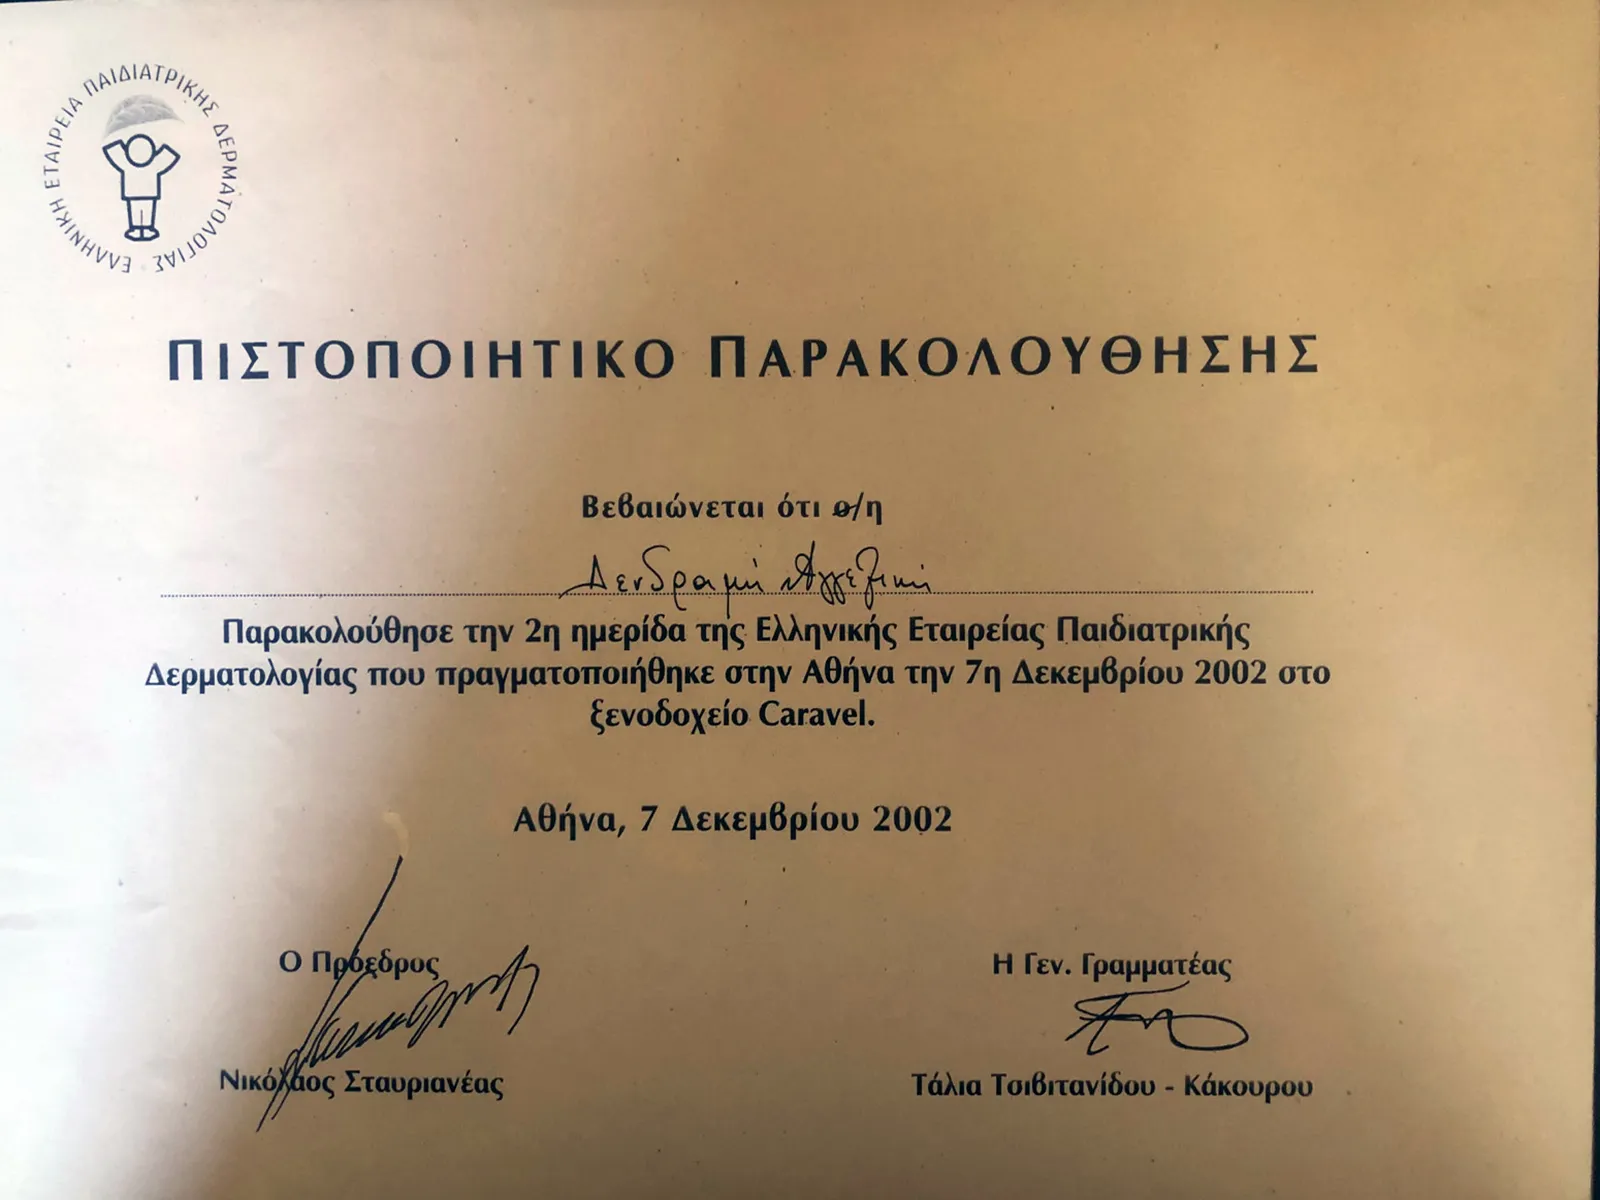 ΕΛΛΗΝΙΚΗ ΕΤΑΙΡΕΙΑ ΠΑΙΔΙΑΤΡΙΚΗΣ ΔΕΡΜΑΤΟΛΟΓΙΑΣ
ΠΙΣΤΟΠΟΙΗΤΙΚΟ ΠΑΡΑΚΟΛΟΥΘΗΣΗΣ
Βεβαιώνεται ότι ο/η
Δενδραμή Αγγελική
Παρακολούθησε την 2η ημερίδα της Ελληνικής Εταιρείας Παιδιατρικής
Δερματολογίας που πραγματοποιήθηκε στην Αθήνα την 7η Δεκεμβρίου 2002 στο
ξενοδοχείο Caravel.
Αθήνα, 7 Δεκεμβρίου 2002
Ο Πρόεδρος
Η Γεν. Γραμματέας
Νικόλαος Σταυριανέας
Τάλια Τσιβιτανίδου - Κάκουρου